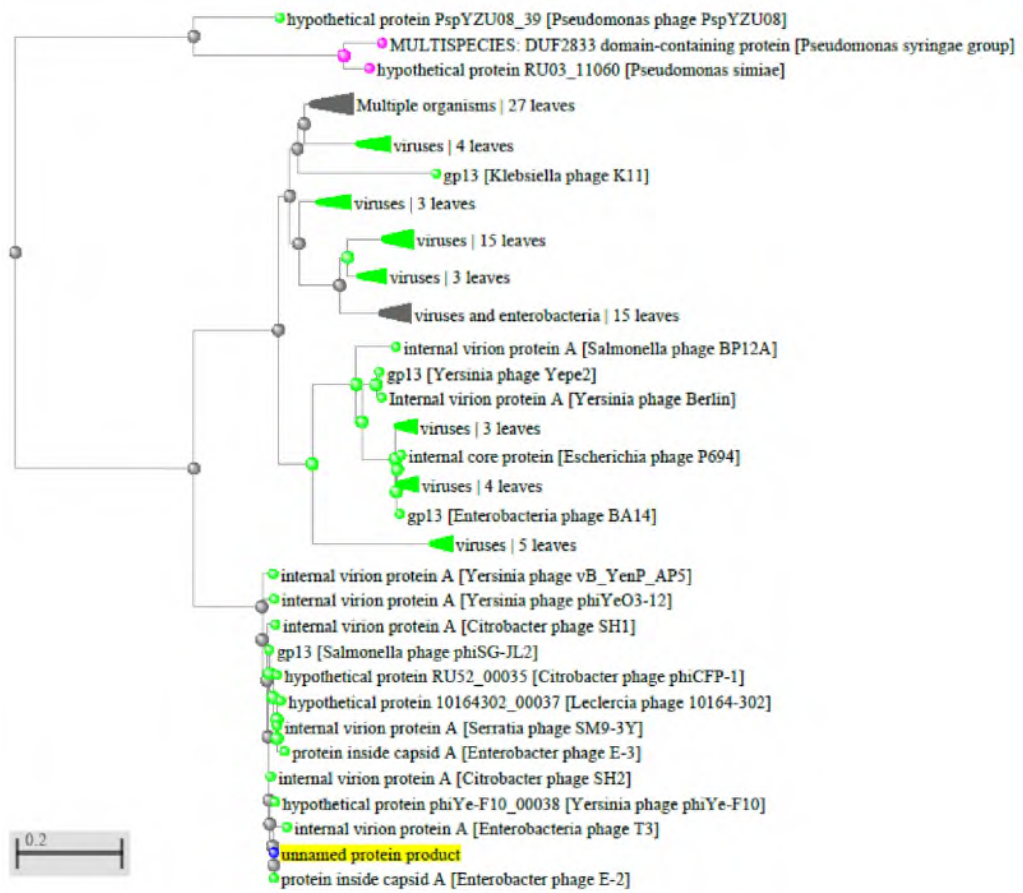 hypothetical protein PspYZU08_39 [Pseudomonas phage PspYZU08]
MULTISPECIES: DUF2833 domain-containing protein [Pseudomonas syringae group]
hypothetical protein RU03_11060 [Pseudomonas simiae]
Multiple organisms | 27 leaves
viruses | 4 leaves
gp13 [Klebsiella phage K11]
viruses | 3 leaves
viruses | 15 leaves
viruses | 3 leaves
viruses and enterobacteria | 15 leaves
internal virion protein A [Salmonella phage BP12A]
gp13 [Yersinia phage Yepe2]
Internal virion protein A [Yersinia phage Berlin]
viruses | 3 leaves
internal core protein [Escherichia phage P694]
viruses | 4 leaves
gp13 [Enterobacteria phage BA14]
viruses | 5 leaves
internal virion protein A [Yersinia phage vB_YenP_AP5]
internal virion protein A [Yersinia phage phiYeO3-12]
internal virion protein A [Citrobacter phage SH1]
gp13 [Salmonella phage phiSG-JL2]
hypothetical protein RU52_00035 [Citrobacter phage phiCFP-1]
hypothetical protein 10164302_00037 [Leclercia phage 10164-302]
internal virion protein A [Serratia phage SM9-3Y]
protein inside capsid A [Enterobacter phage E-3]
internal virion protein A [Citrobacter phage SH2]
hypothetical protein phiYe-F10_00038 [Yersinia phage phiYe-F10]
internal virion protein A [Enterobacteria phage T3]
0.2
unnamed protein product
protein inside capsid A [Enterobacter phage E-2]